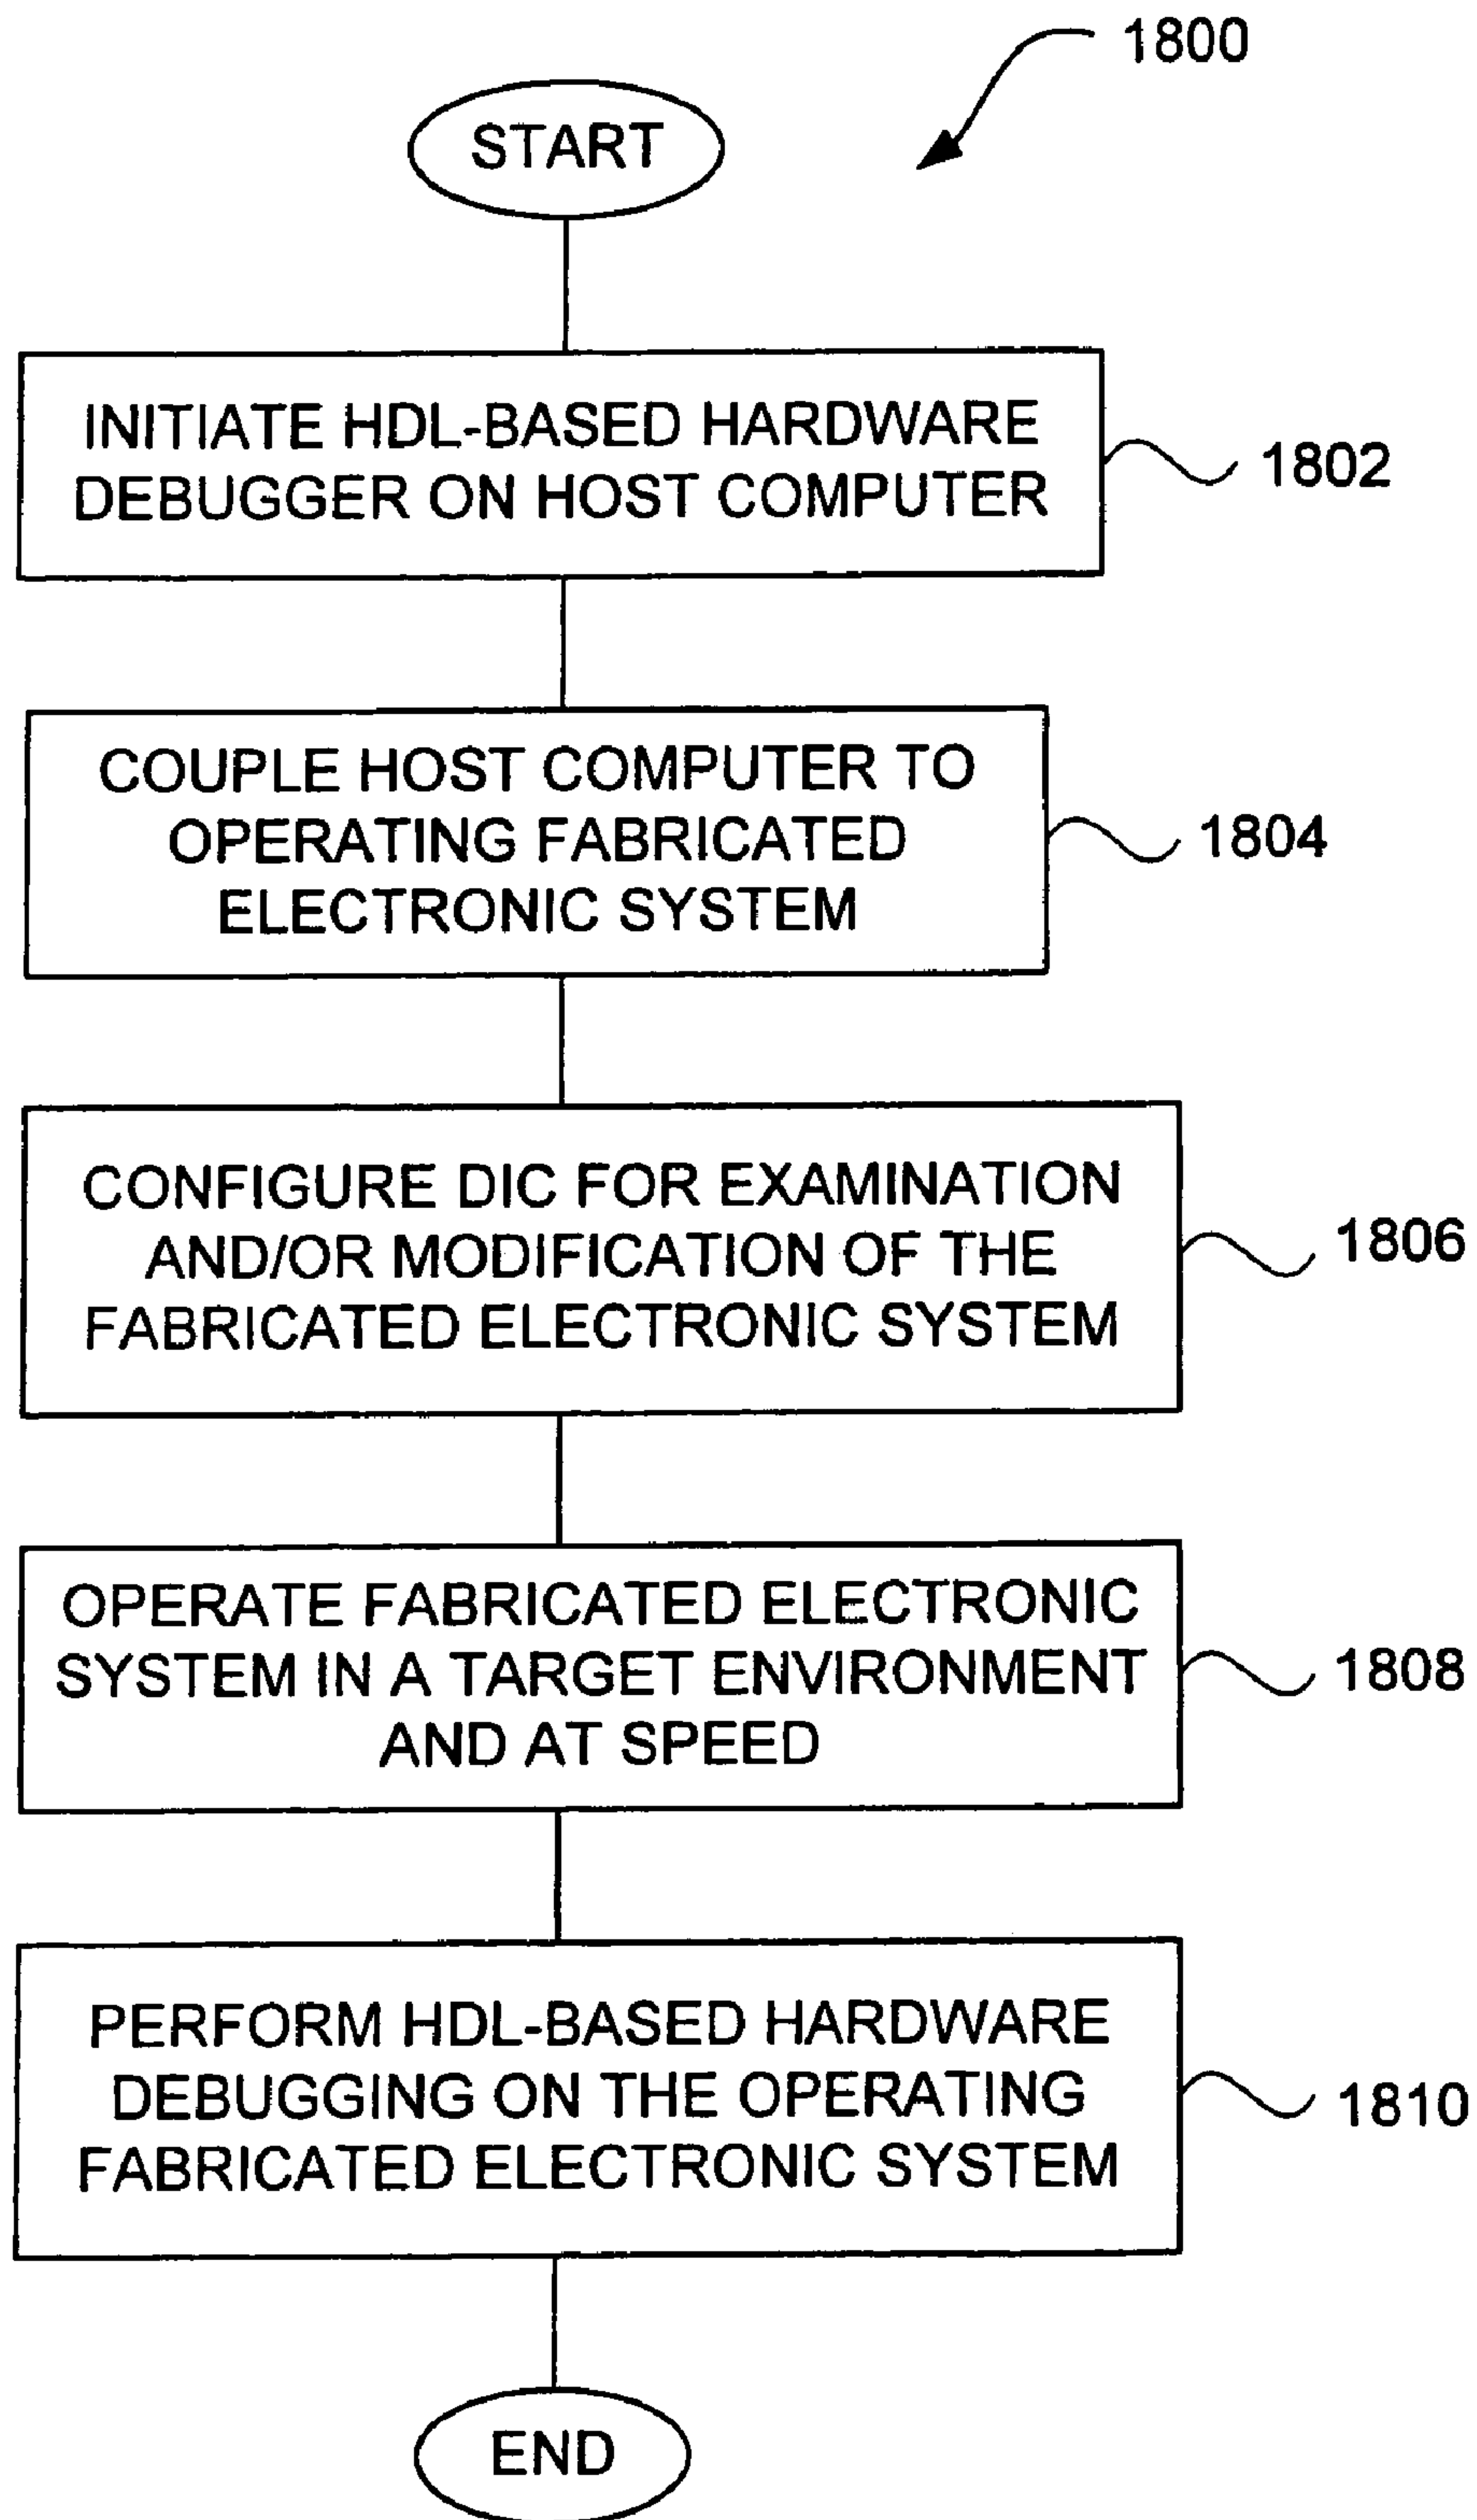 1800
START
INITIATE HDL-BASED HARDWARE
DEBUGGER ON HOST COMPUTER
1802
COUPLE HOST COMPUTER TO
OPERATING FABRICATED
ELECTRONIC SYSTEM
1804
CONFIGURE DIC FOR EXAMINATION
AND/OR MODIFICATION OF THE
FABRICATED ELECTRONIC SYSTEM
1806
OPERATE FABRICATED ELECTRONIC
SYSTEM IN A TARGET ENVIRONMENT
AND AT SPEED
1808
PERFORM HDL-BASED HARDWARE
DEBUGGING ON THE OPERATING
FABRICATED ELECTRONIC SYSTEM
1810
END